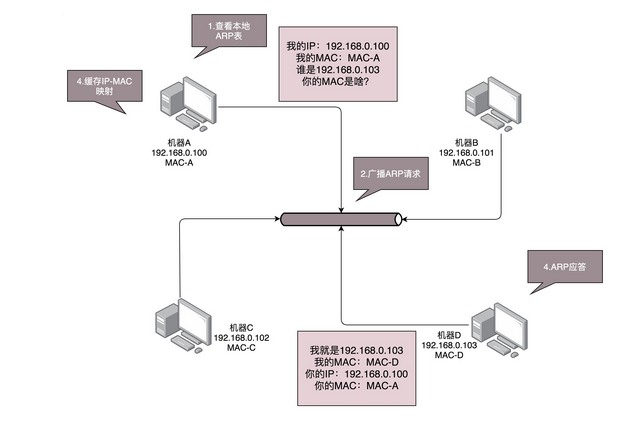 1.查看本地
ARP表
我的IP：192.168.0.100
我的MAC：MAC-A
谁是192.168.0.103
你的MAC是啥？
4.缓存IP-MAC
映射
机器A
192.168.0.100
MAC-A
机器B
192.168.0.101
MAC-B
2.广播ARP请求
4.ARP应答
机器C
192.168.0.102
MAC-C
机器D
192.168.0.103
MAC-D
我就是192.168.0.103
我的MAC：MAC-D
你的IP：192.168.0.100
你的MAC：MAC-A